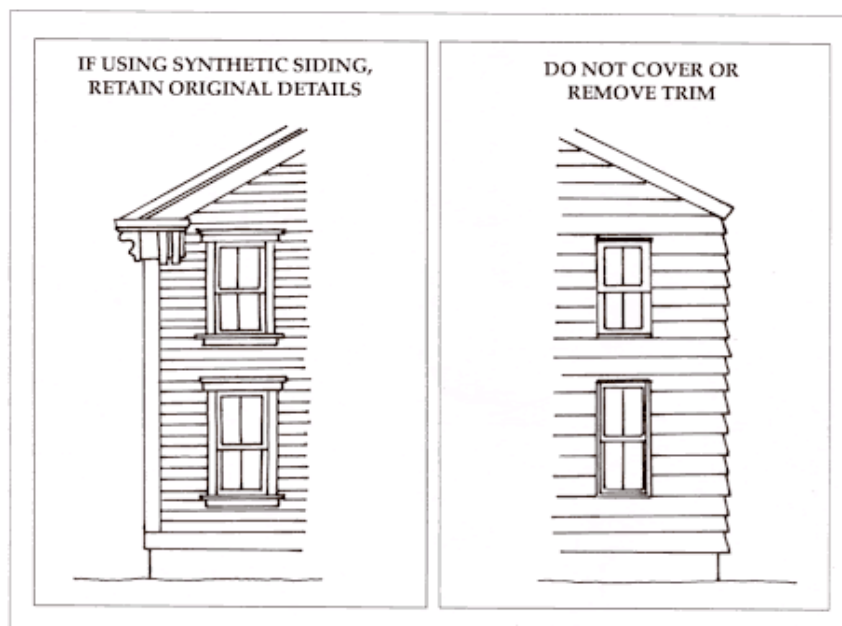 IF USING SYNTHETIC SIDING,
RETAIN ORIGINAL DETAILS
DO NOT COVER OR
REMOVE TRIM